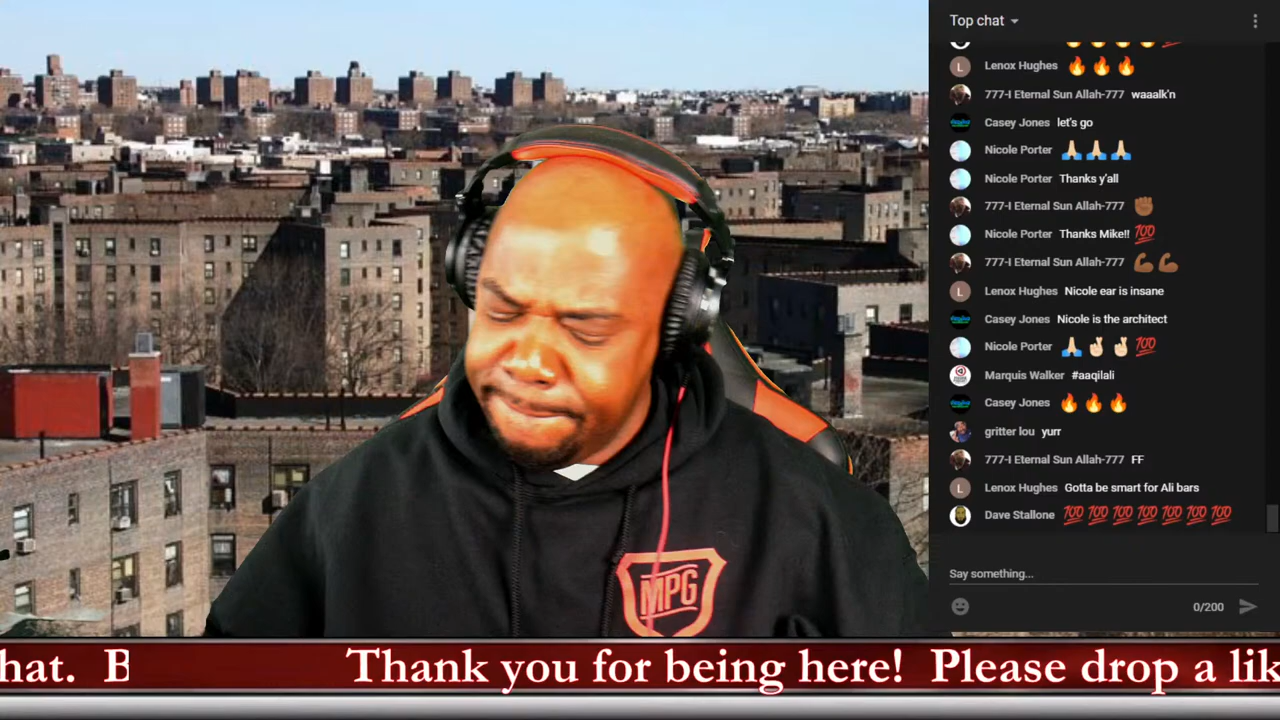 Top chat
Lenox Hughes
777-I Eternal Sun Allah-777 waaalk'n
Casey Jones let's go
Nicole Porter
Nicole Porter Thanks y'all
777-I Eternal Sun Allah-777
Nicole Porter Thanks Mike!! 💯
777-I Eternal Sun Allah-777
Lenox Hughes Nicole ear is insane
Casey Jones Nicole is the architect
Nicole Porter 💯
Marquis Walker #aaqilali
Casey Jones
gritter lou yurr
777-I Eternal Sun Allah-777 FF
Lenox Hughes Gotta be smart for Ali bars
Dave Stallone 💯💯💯💯💯💯💯
Say something...
0/200
MPG
hat. B Thank you for being here! Please drop a lik